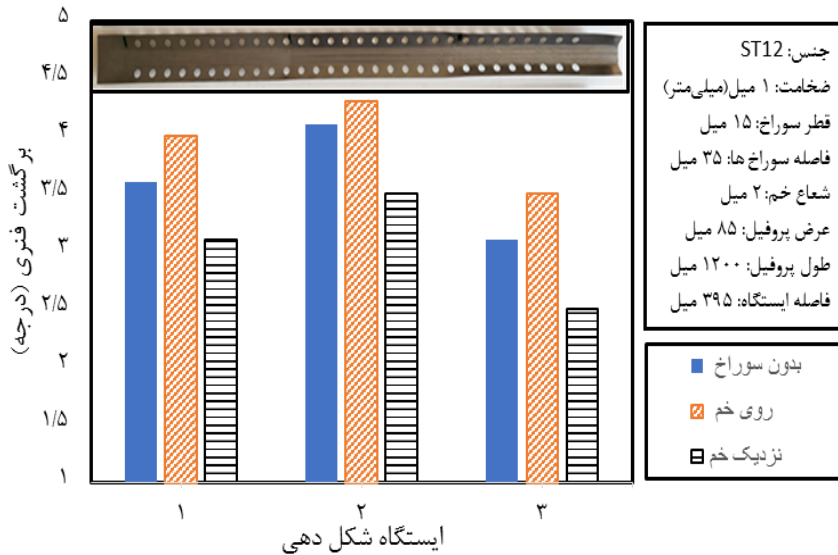 ۵
۴/۵
۴
۳/۵
۳
۲/۵
۲
۱/۵
۱
برگشت فنری (درجه)
۱
۲
۳
ایستگاه شکل دهی
جنس: ST12
ضخامت: ۱ میل(میلی‌متر)
قطر سوراخ: ۱۵ میل
فاصله سوراخ ها: ۳۵ میل
شعاع خم: ۲ میل
عرض پروفیل: ۸۵ میل
طول پروفیل: ۱۲۰۰ میل
فاصله ایستگاه: ۳۹۵ میل
بدون سوراخ
روی خم
نزدیک خم